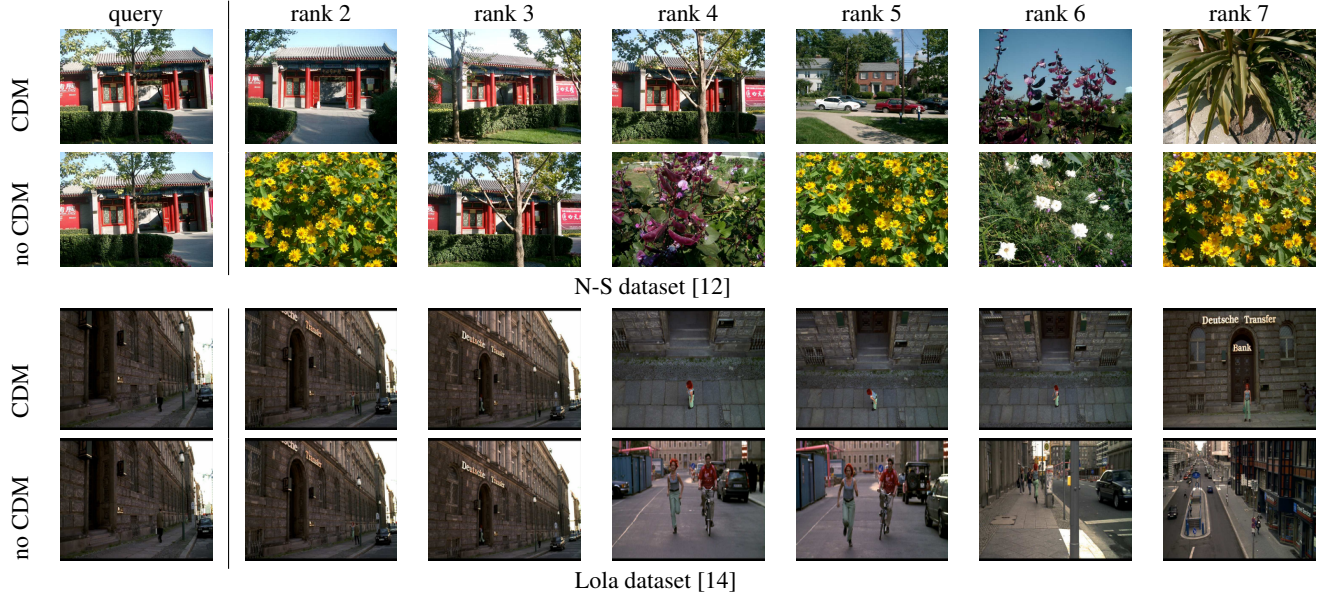 query rank 2 rank 3 rank 4 rank 5 rank 6 rank 7
CDM
no CDM
N-S dataset [12]
CDM
Deutsche Transfer
Bank
no CDM
Lola dataset [14]